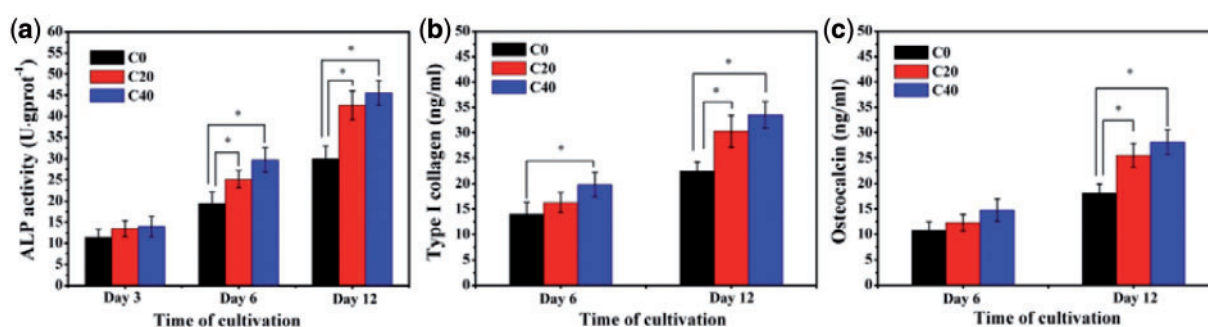 (a)
ALP activity (U·gprot⁻¹)
60
55
50
45
40
35
30
25
20
15
10
5
0
C0
C20
C40
*
*
*
*
Day 3
Day 6
Day 12
Time of cultivation
(b)
Type I collagen (ng/ml)
50
45
40
35
30
25
20
15
10
5
0
C0
C20
C40
*
*
*
Day 6
Day 12
Time of cultivation
(c)
Osteocalcin (ng/ml)
50
45
40
35
30
25
20
15
10
5
0
C0
C20
C40
*
*
Day 6
Day 12
Time of cultivation